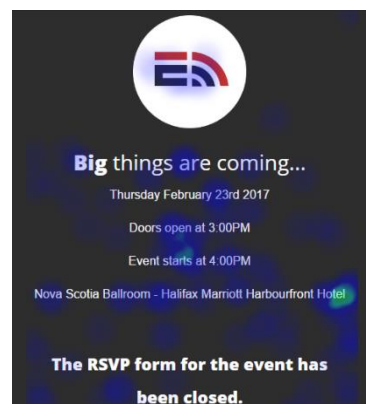 Big things are coming...
Thursday February 23rd 2017
Doors open at 3:00PM
Event starts at 4:00PM
Nova Scotia Ballroom - Halifax Marriott Harbourfront Hotel
The RSVP form for the event has
been closed.